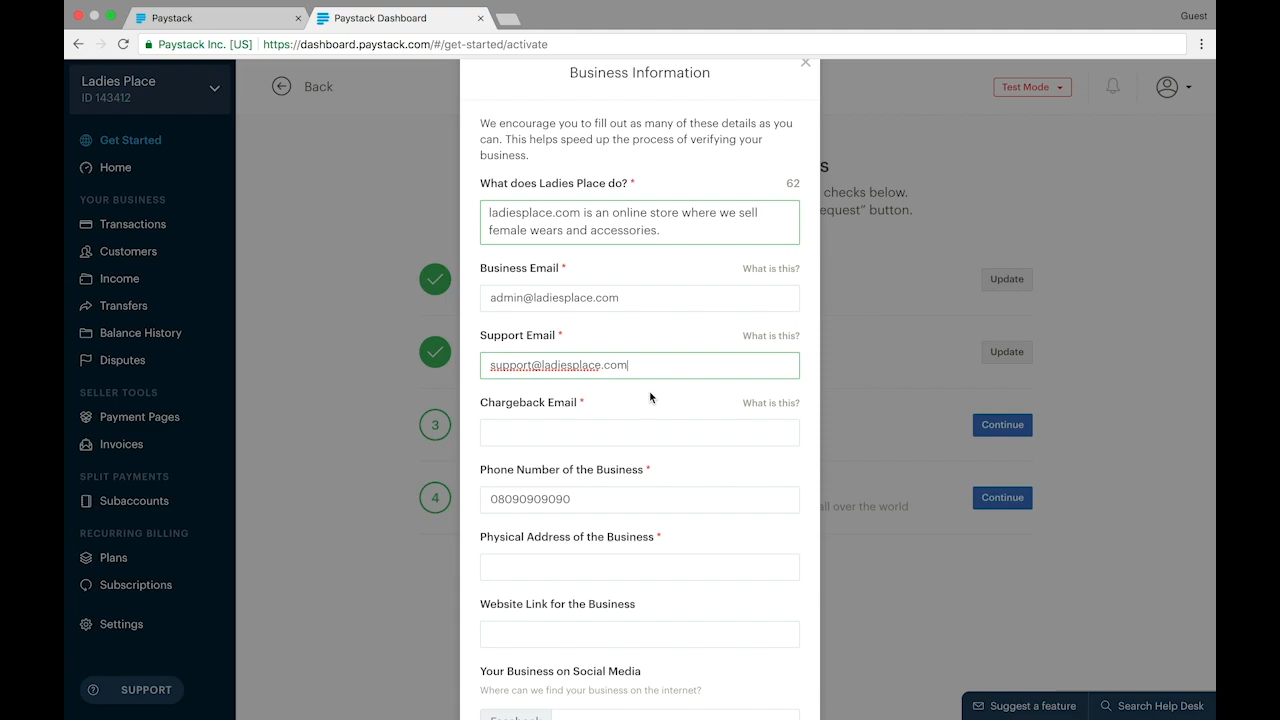 Paystack
Paystack Dashboard
Guest
Paystack Inc. [US]
https://dashboard.paystack.com/#/get-started/activate
Ladies Place
ID 143412
Back
Test Mode
Get Started
Home
YOUR BUSINESS
Transactions
Customers
Income
Transfers
Balance History
Disputes
SELLER TOOLS
Payment Pages
Invoices
SPLIT PAYMENTS
Subaccounts
RECURRING BILLING
Plans
Subscriptions
Settings
SUPPORT
Business Information
We encourage you to fill out as many of these details as you
can. This helps speed up the process of verifying your
business.
What does Ladies Place do? *
62
ladiesplace.com is an online store where we sell
female wears and accessories.
Business Email *
What is this?
admin@ladiesplace.com
Support Email *
What is this?
support@ladiesplace.com
Chargeback Email *
What is this?
Phone Number of the Business *
08090909090
Physical Address of the Business *
Website Link for the Business
Your Business on Social Media
Where can we find your business on the internet?
Facebook
s
checks below.
equest” button.
Update
Update
3
Continue
4
all over the world
Continue
Suggest a feature
Search Help Desk